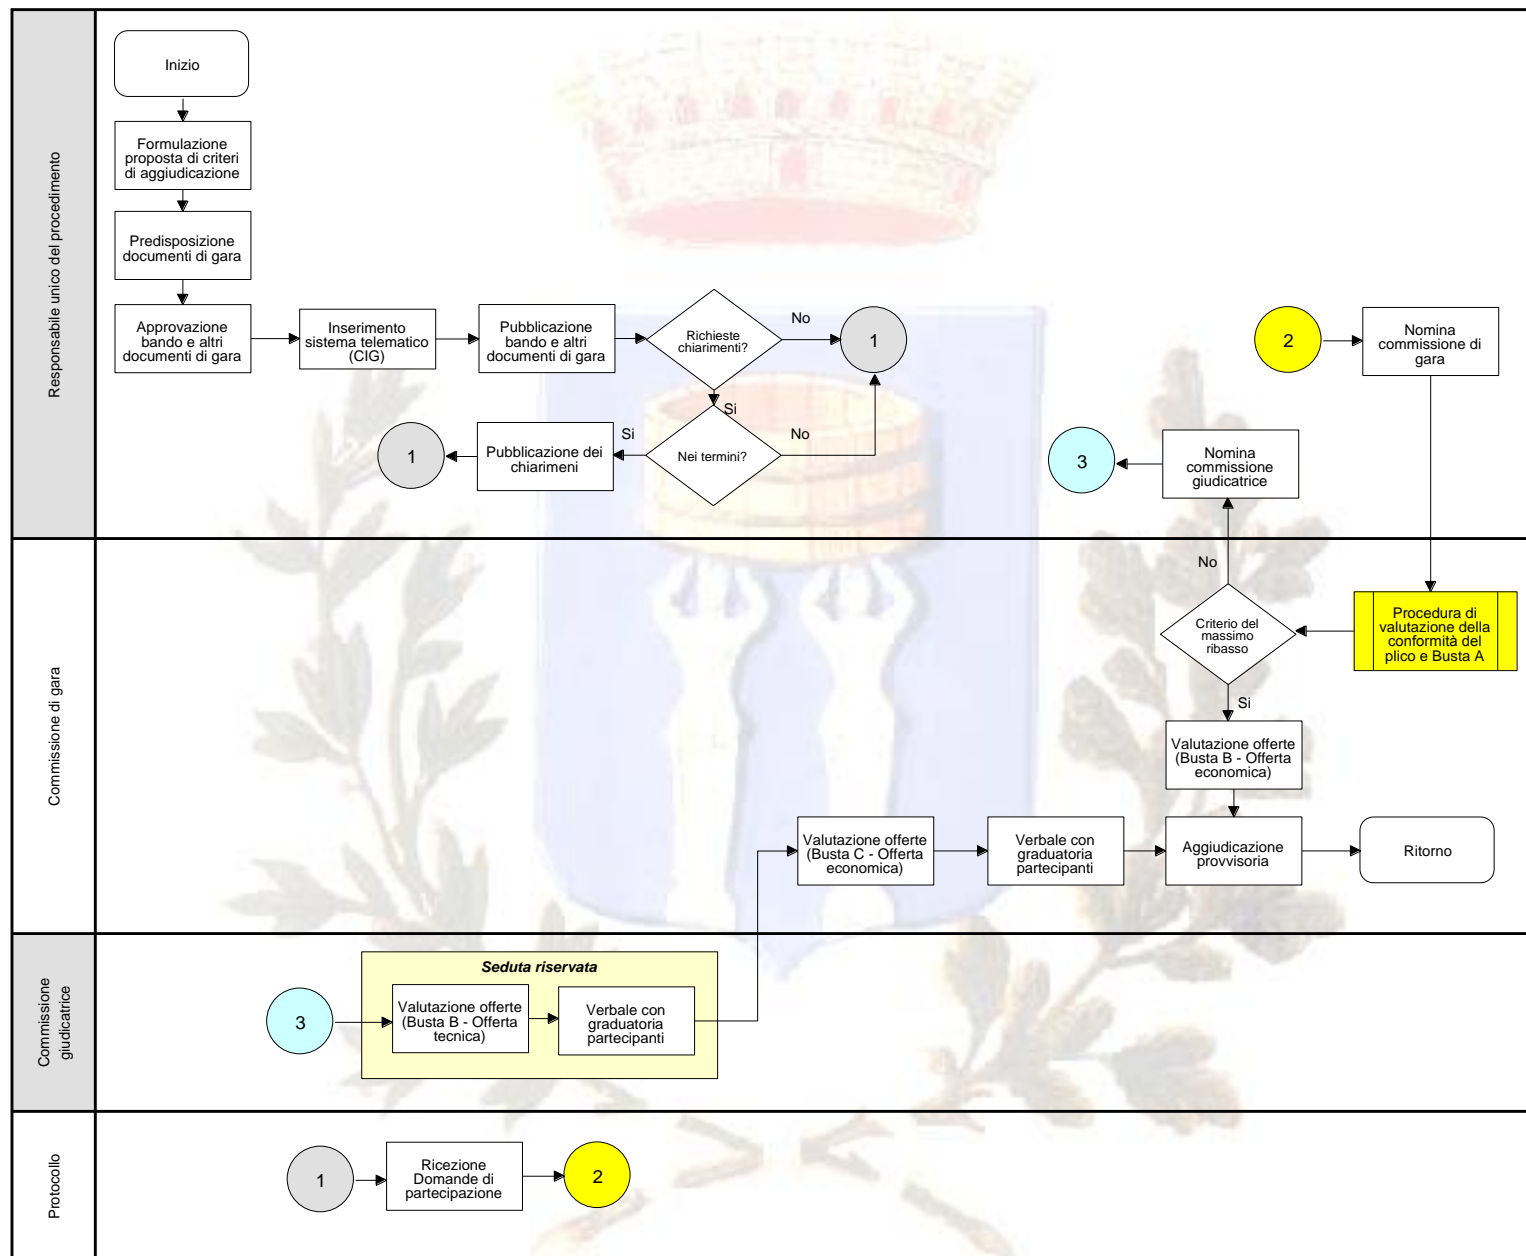 Responsabile unico del procedimento
Inizio
Formulazione
proposta di criteri
di aggiudicazione
Predisposizione
documenti di gara
Approvazione
bando e altri
documenti di gara
Inserimento
sistema telematico
(CIG)
Pubblicazione
bando e altri
documenti di gara
Richieste
chiarimenti?
No
1
Si
Nei termini?
No
Si
Pubblicazione dei
chiarimeni
1
2
Nomina
commissione di
gara
Nomina
commissione
giudicatrice
3
Commissione di gara
No
Criterio del
massimo
ribasso
Procedura di
valutazione della
conformità del
plico e Busta A
Si
Valutazione offerte
(Busta B - Offerta
economica)
Valutazione offerte
(Busta C - Offerta
economica)
Verbale con
graduatoria
partecipanti
Aggiudicazione
provvisoria
Ritorno
Commissione
giudicatrice
Seduta riservata
3
Valutazione offerte
(Busta B - Offerta
tecnica)
Verbale con
graduatoria
partecipanti
Protocollo
1
Ricezione
Domande di
partecipazione
2